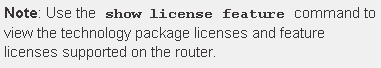 Note: Use the show license feature command to
view the technology package licenses and feature
licenses supported on the router.